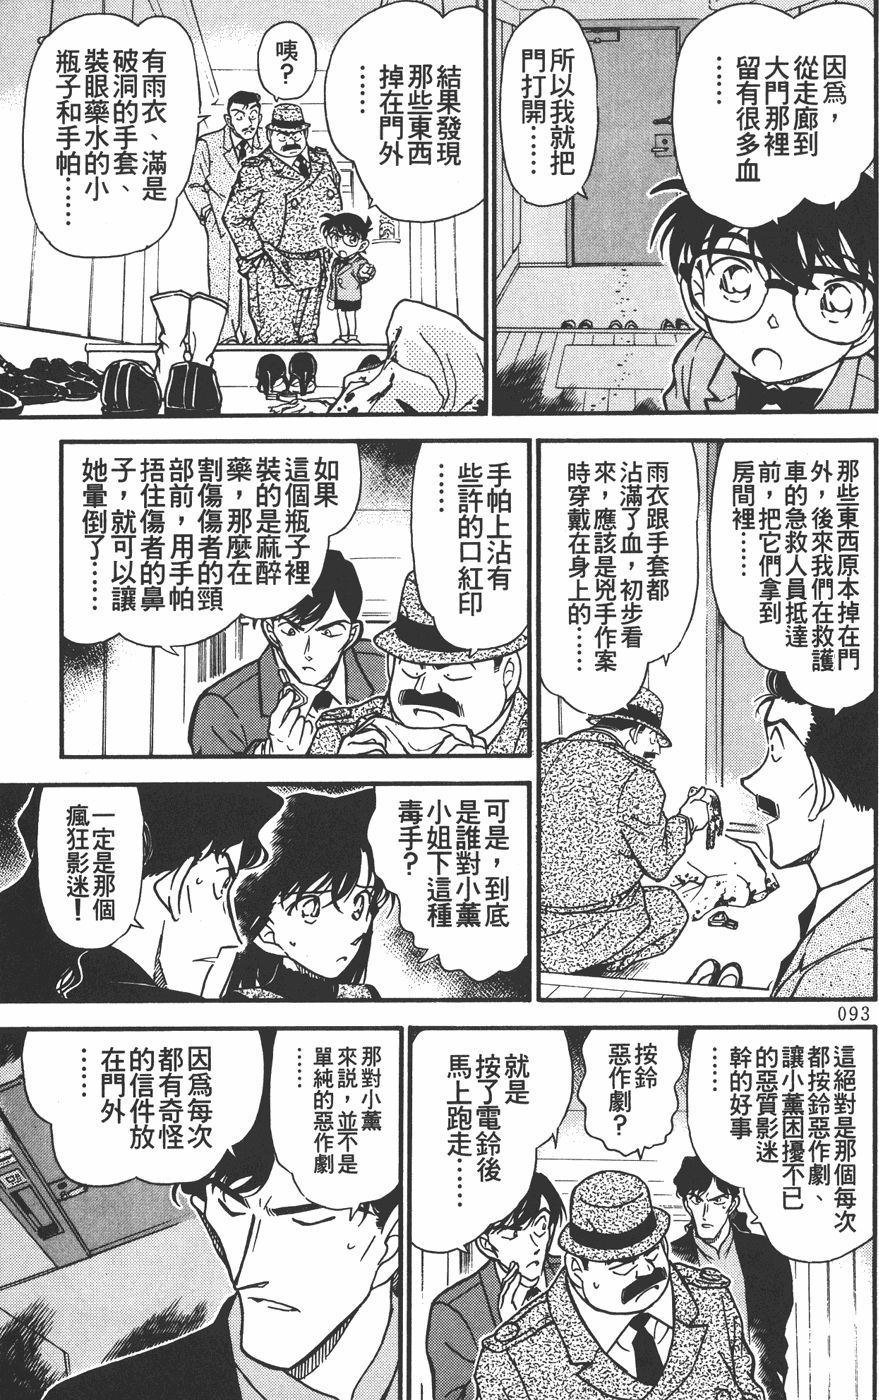 因為，
從走廊到
大門那裡
留有很多血
……
所以我就把
門打開……
結果發現
那些東西
掉在門外
咦？
有雨衣、滿是
破洞的手套、
裝眼藥水的小
瓶子和手帕……
那些東西原本掉在門
外，後來我們在救護
車的急救人員抵達
前，把它們拿到
房間裡……
雨衣跟手套都
沾滿了血，初步看
來，應該是兇手作案
時穿戴在身上的……
手帕上沾有
些許的口紅印
……
如果
這個瓶子裡
裝的是麻醉
藥，那麼在
割傷傷者的頸
部前，用手帕
捂住傷者的鼻
子，就可以讓
她暈倒了……
可是，到底
是誰對小薰
小姐下這種
毒手？
一定是那個
瘋狂影迷！
093
這絕對是那個每次
都按鈴惡作劇、
讓小薰困擾不已
的惡質影迷
幹的好事
……
按鈴
惡作劇？
就是
按了電鈴後
馬上跑走……
那對小薰
來說，並不是
單純的惡作劇
……
因為每次
都有奇怪
的信件放
在門外
……